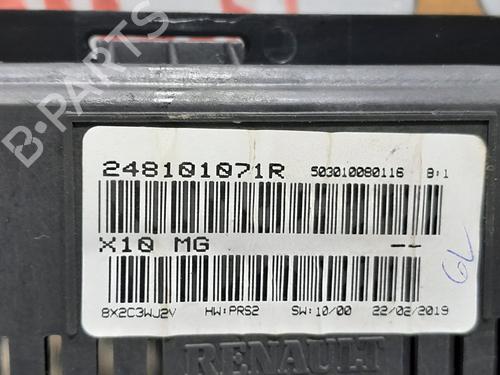 B-PARTS
248101071R 503010080116 B:1
X10 MG --
8X2C3WJ2V HW:PRS2 SW:10/00 22/02/2019
RENAULT